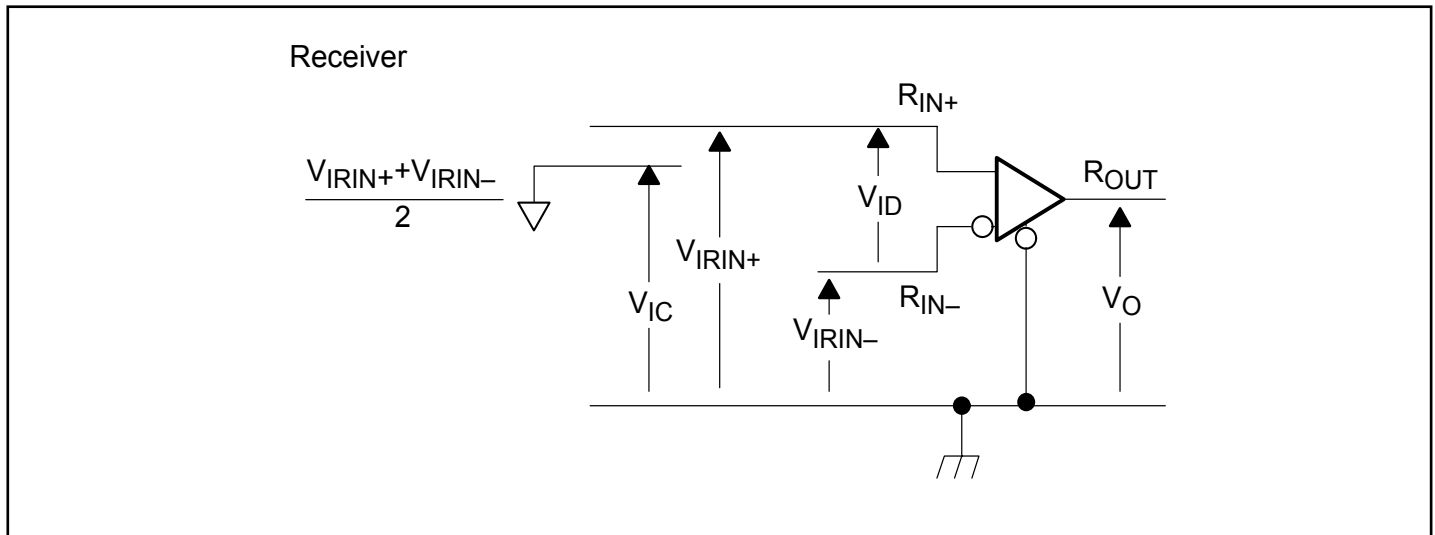 Receiver
RIN+
VIRIN++VIRIN–
2
ROUT
VID
VIRIN+
RIN–
VIC
VO
VIRIN–